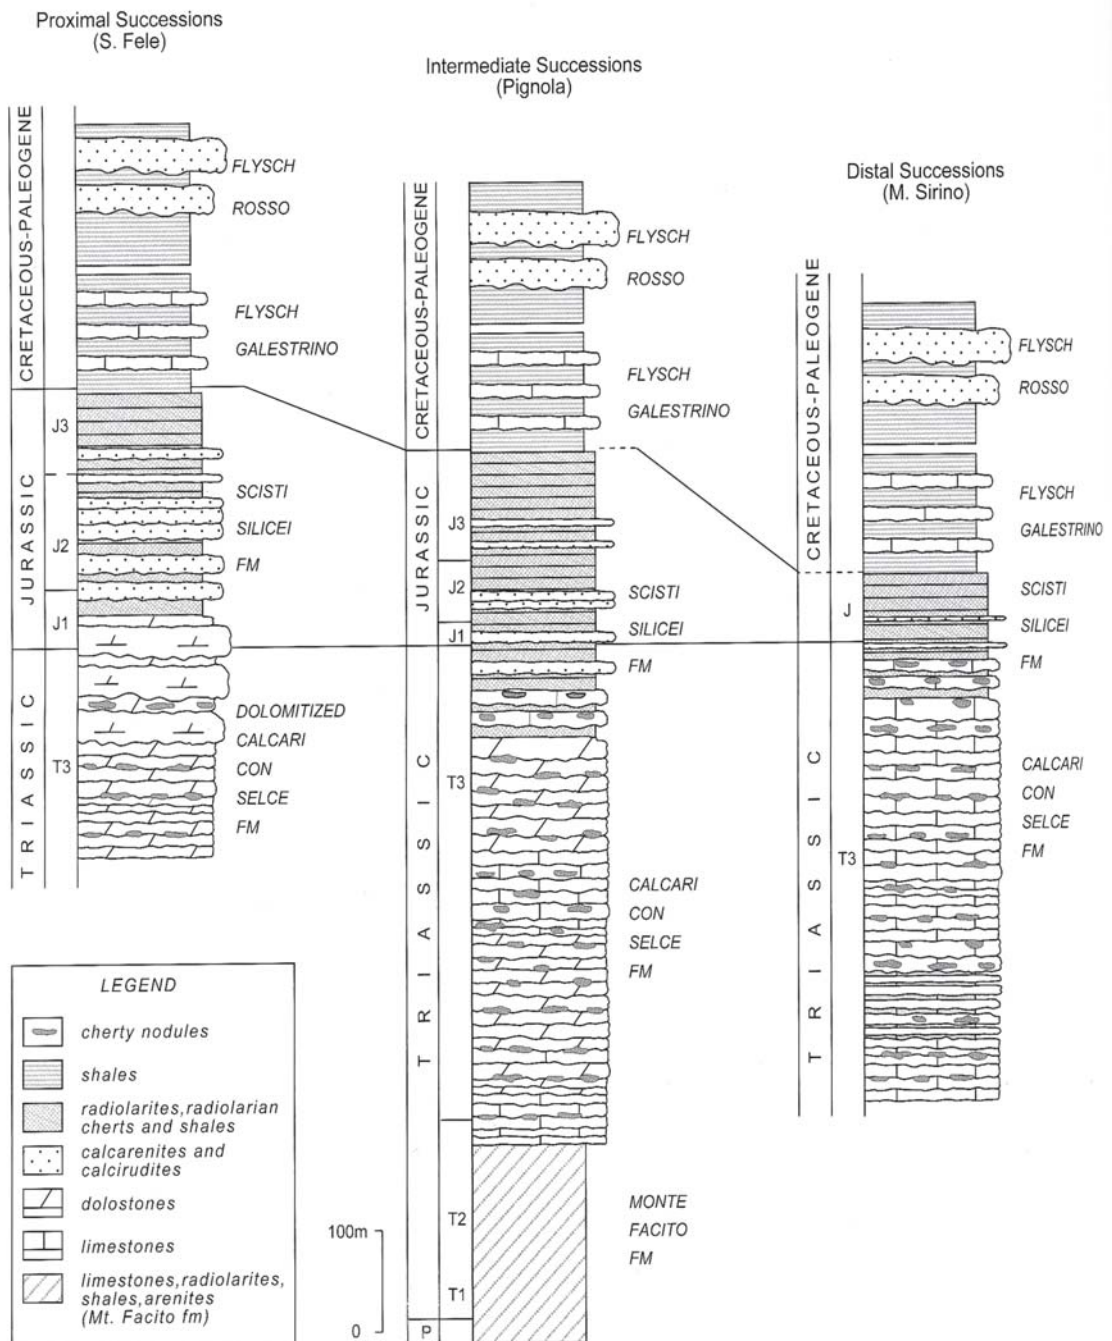 Proximal Successions
(S. Fele)
CRETACEOUS-PALEOGENE
JURASSIC
TRIASSIC
J3
J2
J1
T3
FLYSCH
ROSSO
FLYSCH
GALESTRINO
SCISTI
SILICEI
FM
DOLOMITIZED
CALCARI
CON
SELCE
FM
Intermediate Successions
(Pignola)
CRETACEOUS-PALEOGENE
JURASSIC
TRIASSIC
J3
J2
J1
T3
T2
T1
P
FLYSCH
ROSSO
FLYSCH
GALESTRINO
SCISTI
SILICEI
FM
CALCARI
CON
SELCE
FM
MONTE
FACITO
FM
Distal Successions
(M. Sirino)
CRETACEOUS-PALEOGENE
TRIASSIC
J
T3
FLYSCH
ROSSO
FLYSCH
GALESTRINO
SCISTI
SILICEI
FM
CALCARI
CON
SELCE
FM
LEGEND
cherty nodules
shales
radiolarites, radiolarian
cherts and shales
calcarenites and
calcirudites
dolostones
limestones
limestones, radiolarites,
shales, arenites
(Mt. Facito fm)
100m
0